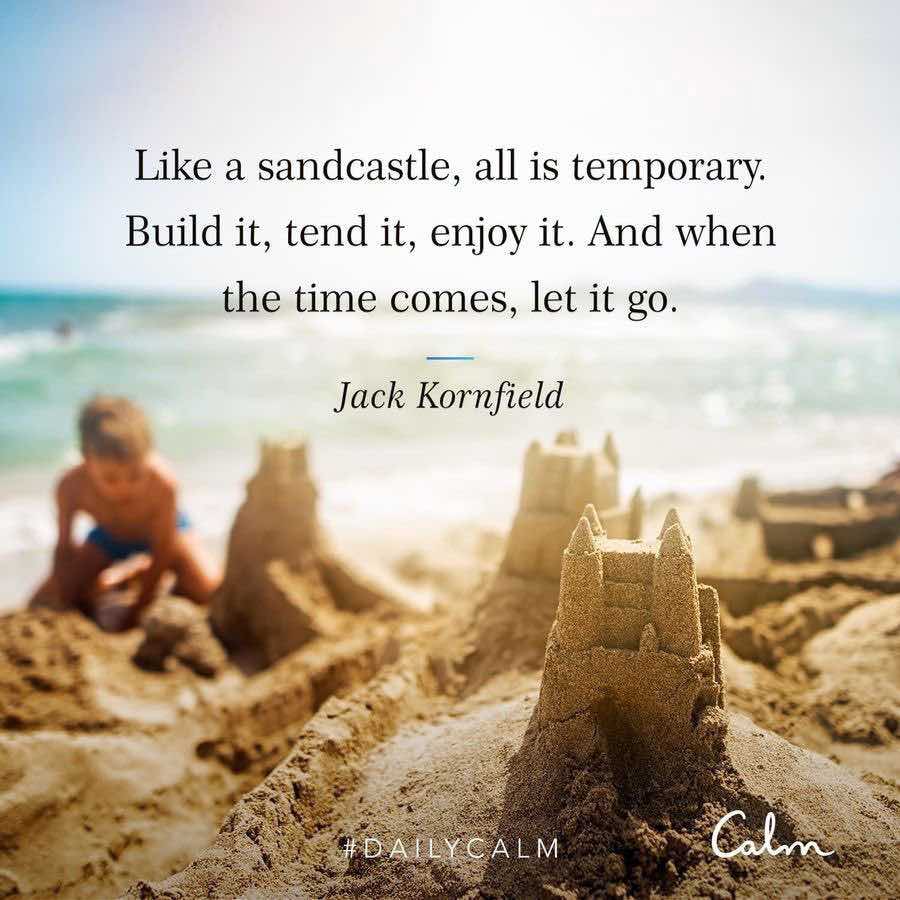 Like a sandcastle, all is temporary.
Build it, tend it, enjoy it. And when
the time comes, let it go.
Jack Kornfield
#DAILYCALM
Calm